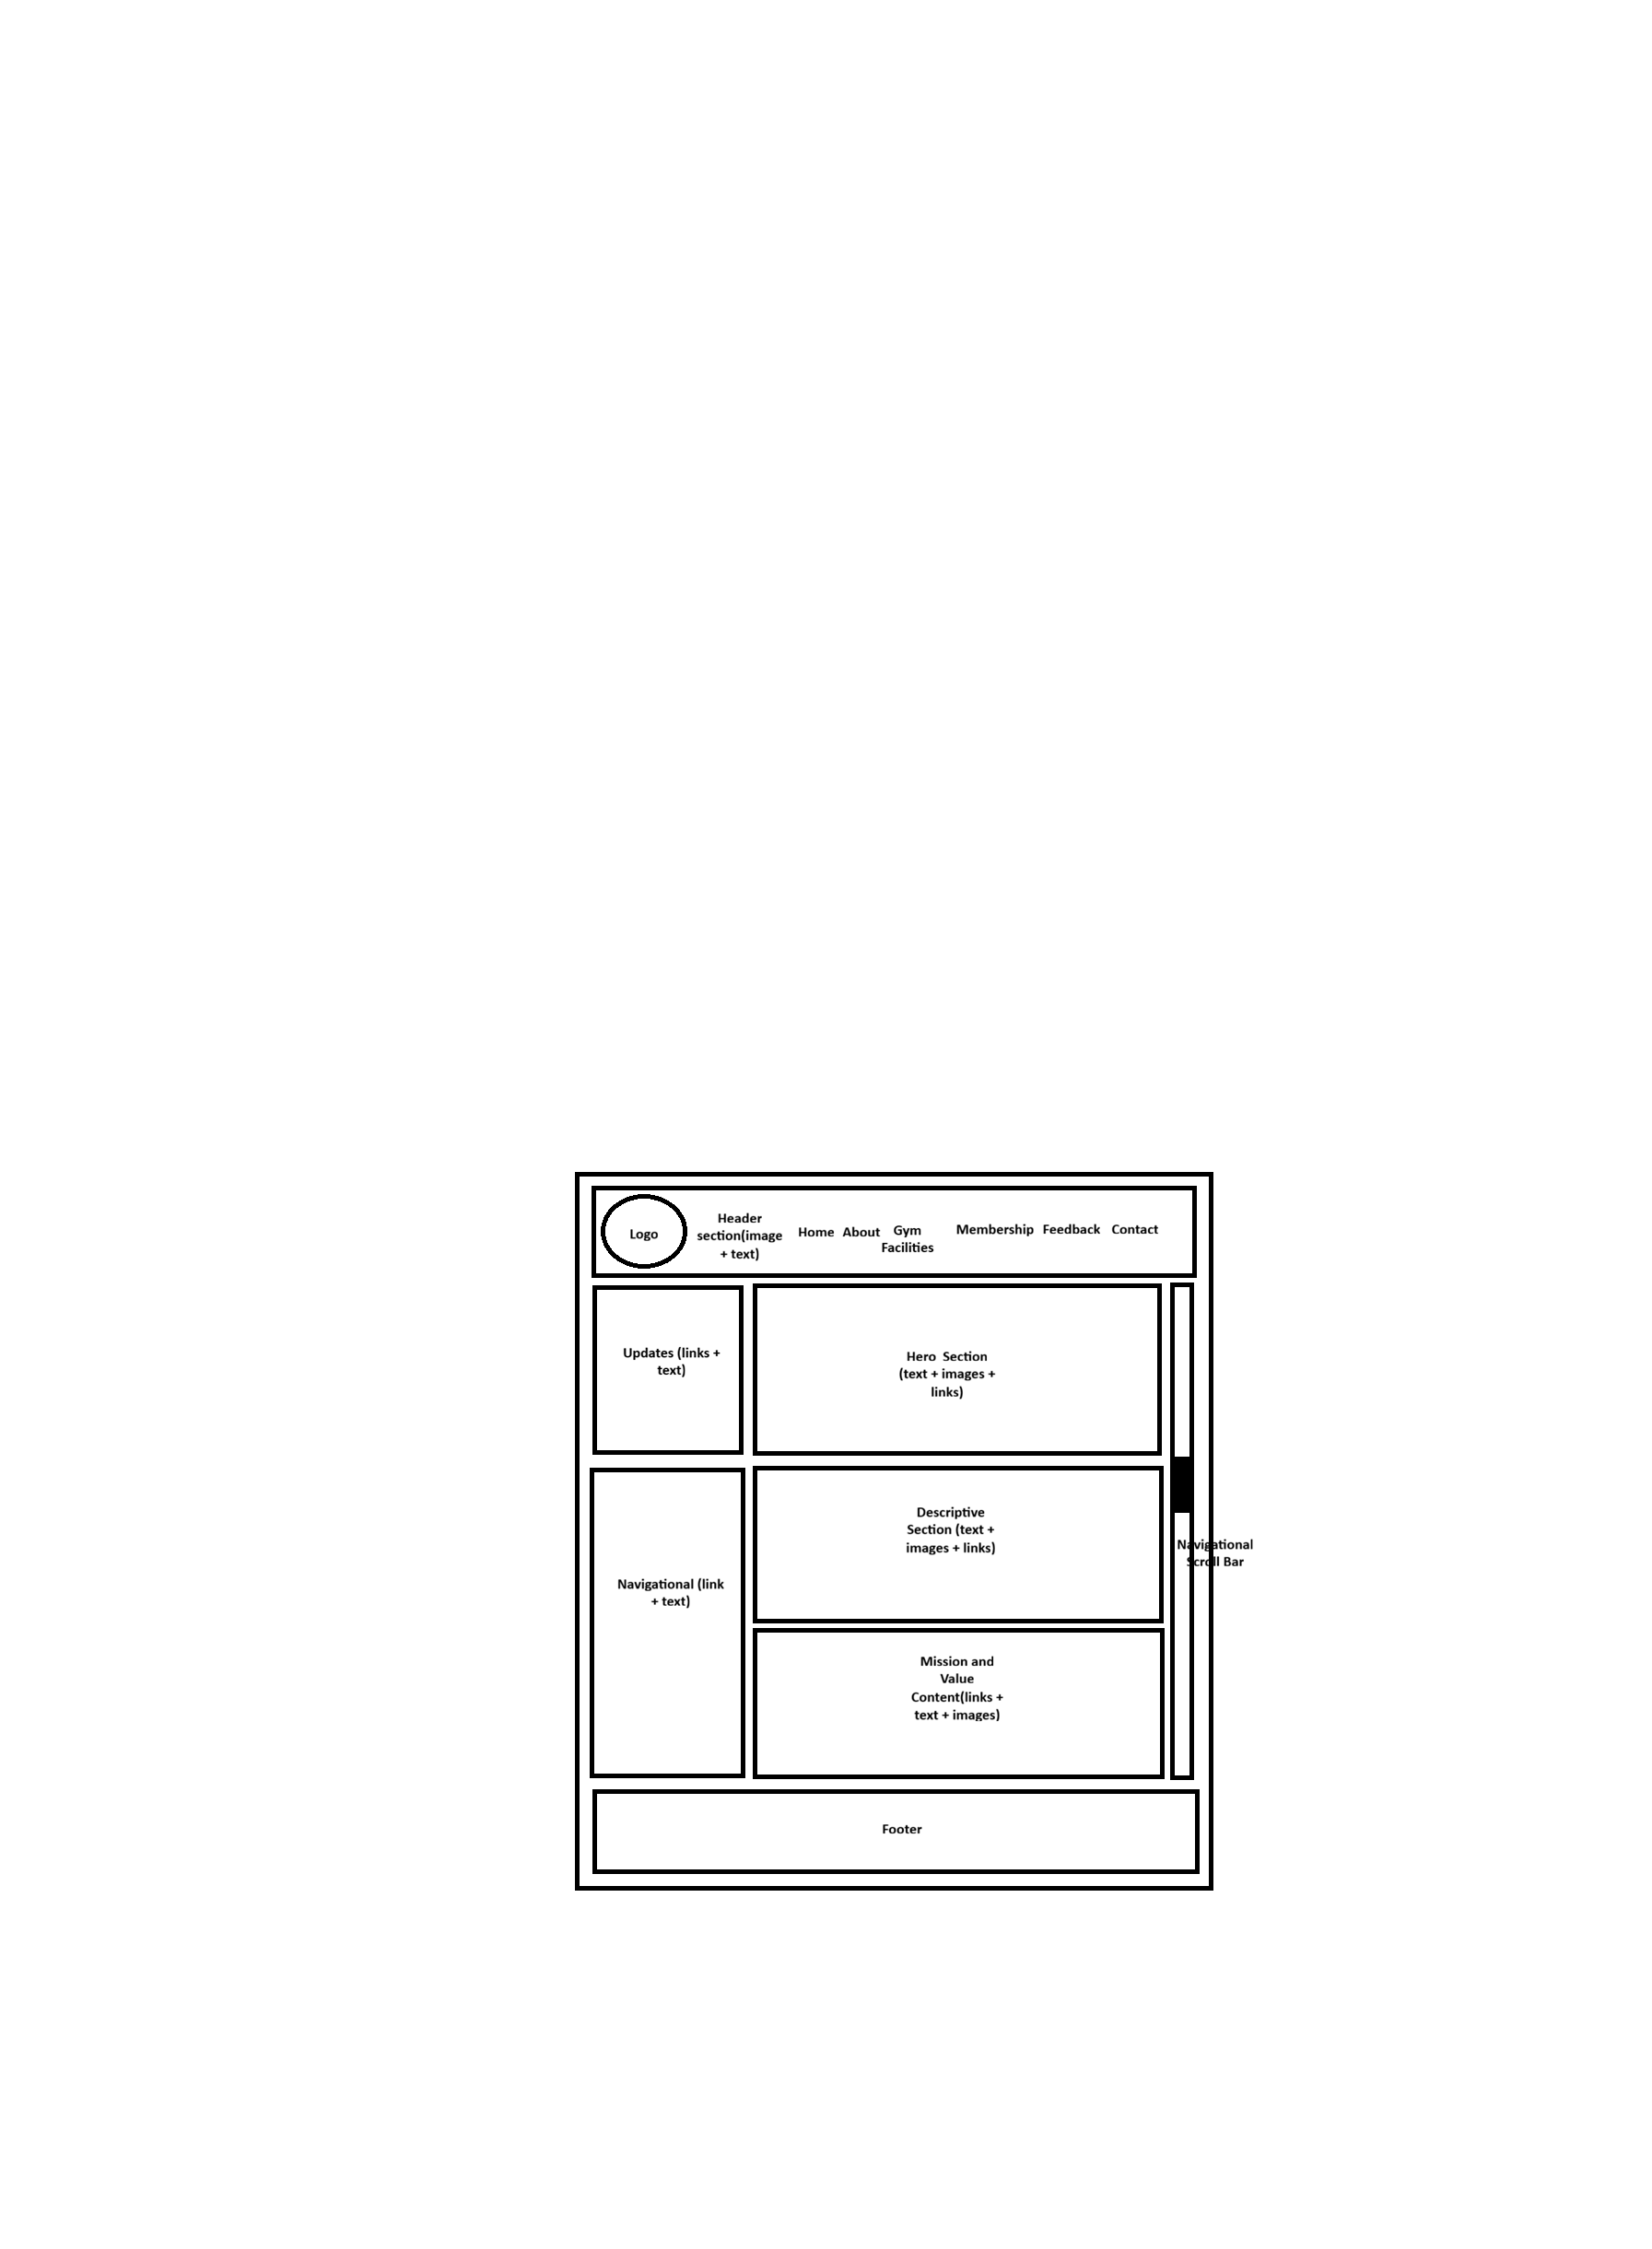 Logo
Header
section(image
+ text)
Home About Gym
Facilities
Membership Feedback Contact
Updates (links +
text)
Hero Section
(text + images +
links)
Descriptive
Section (text +
images + links)
Navigational
Scroll Bar
Navigational (link
+ text)
Mission and
Value
Content(links +
text + images)
Footer